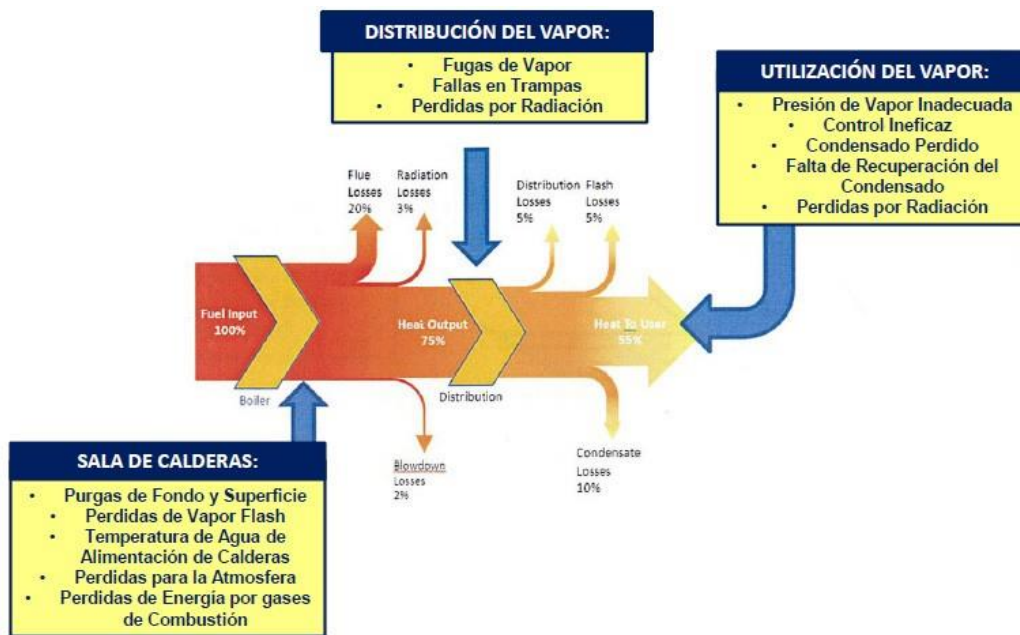 DISTRIBUCIÓN DEL VAPOR:
• Fugas de Vapor
• Fallas en Trampas
• Perdidas por Radiación
UTILIZACIÓN DEL VAPOR:
• Presión de Vapor Inadecuada
• Control Ineficaz
• Condensado Perdido
• Falta de Recuperación del
Condensado
• Perdidas por Radiación
Flue
Losses
20%
Radiation
Losses
3%
Distribution
Losses
5%
Flash
Losses
5%
Fuel Input
100%
Heat Output
75%
Heat To User
55%
Boiler
Distribution
Blowdown
Losses
2%
Condensate
Losses
10%
SALA DE CALDERAS:
• Purgas de Fondo y Superficie
• Perdidas de Vapor Flash
• Temperatura de Agua de
Alimentación de Calderas
• Perdidas para la Atmosfera
• Perdidas de Energía por gases
de Combustión